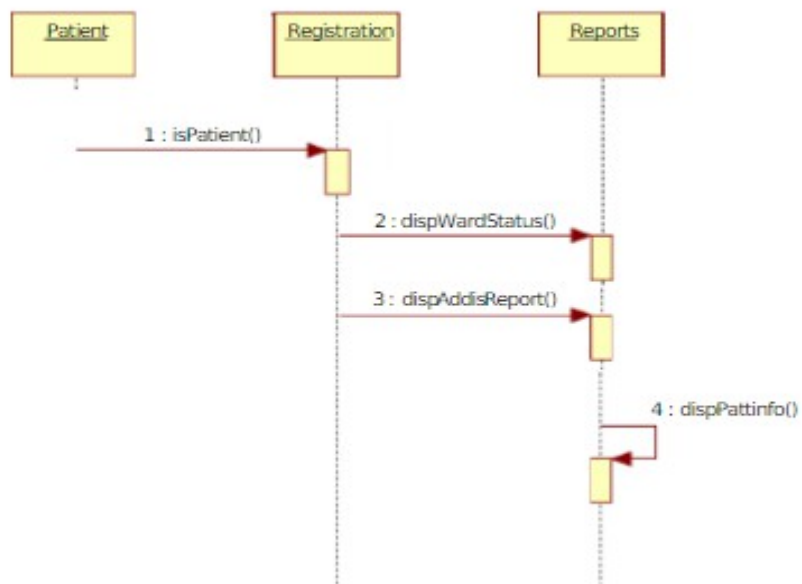 Patient
Registration
Reports
1 : isPatient()
2 : dispWardStatus()
3 : dispAddisReport()
4 : dispPattinfo()